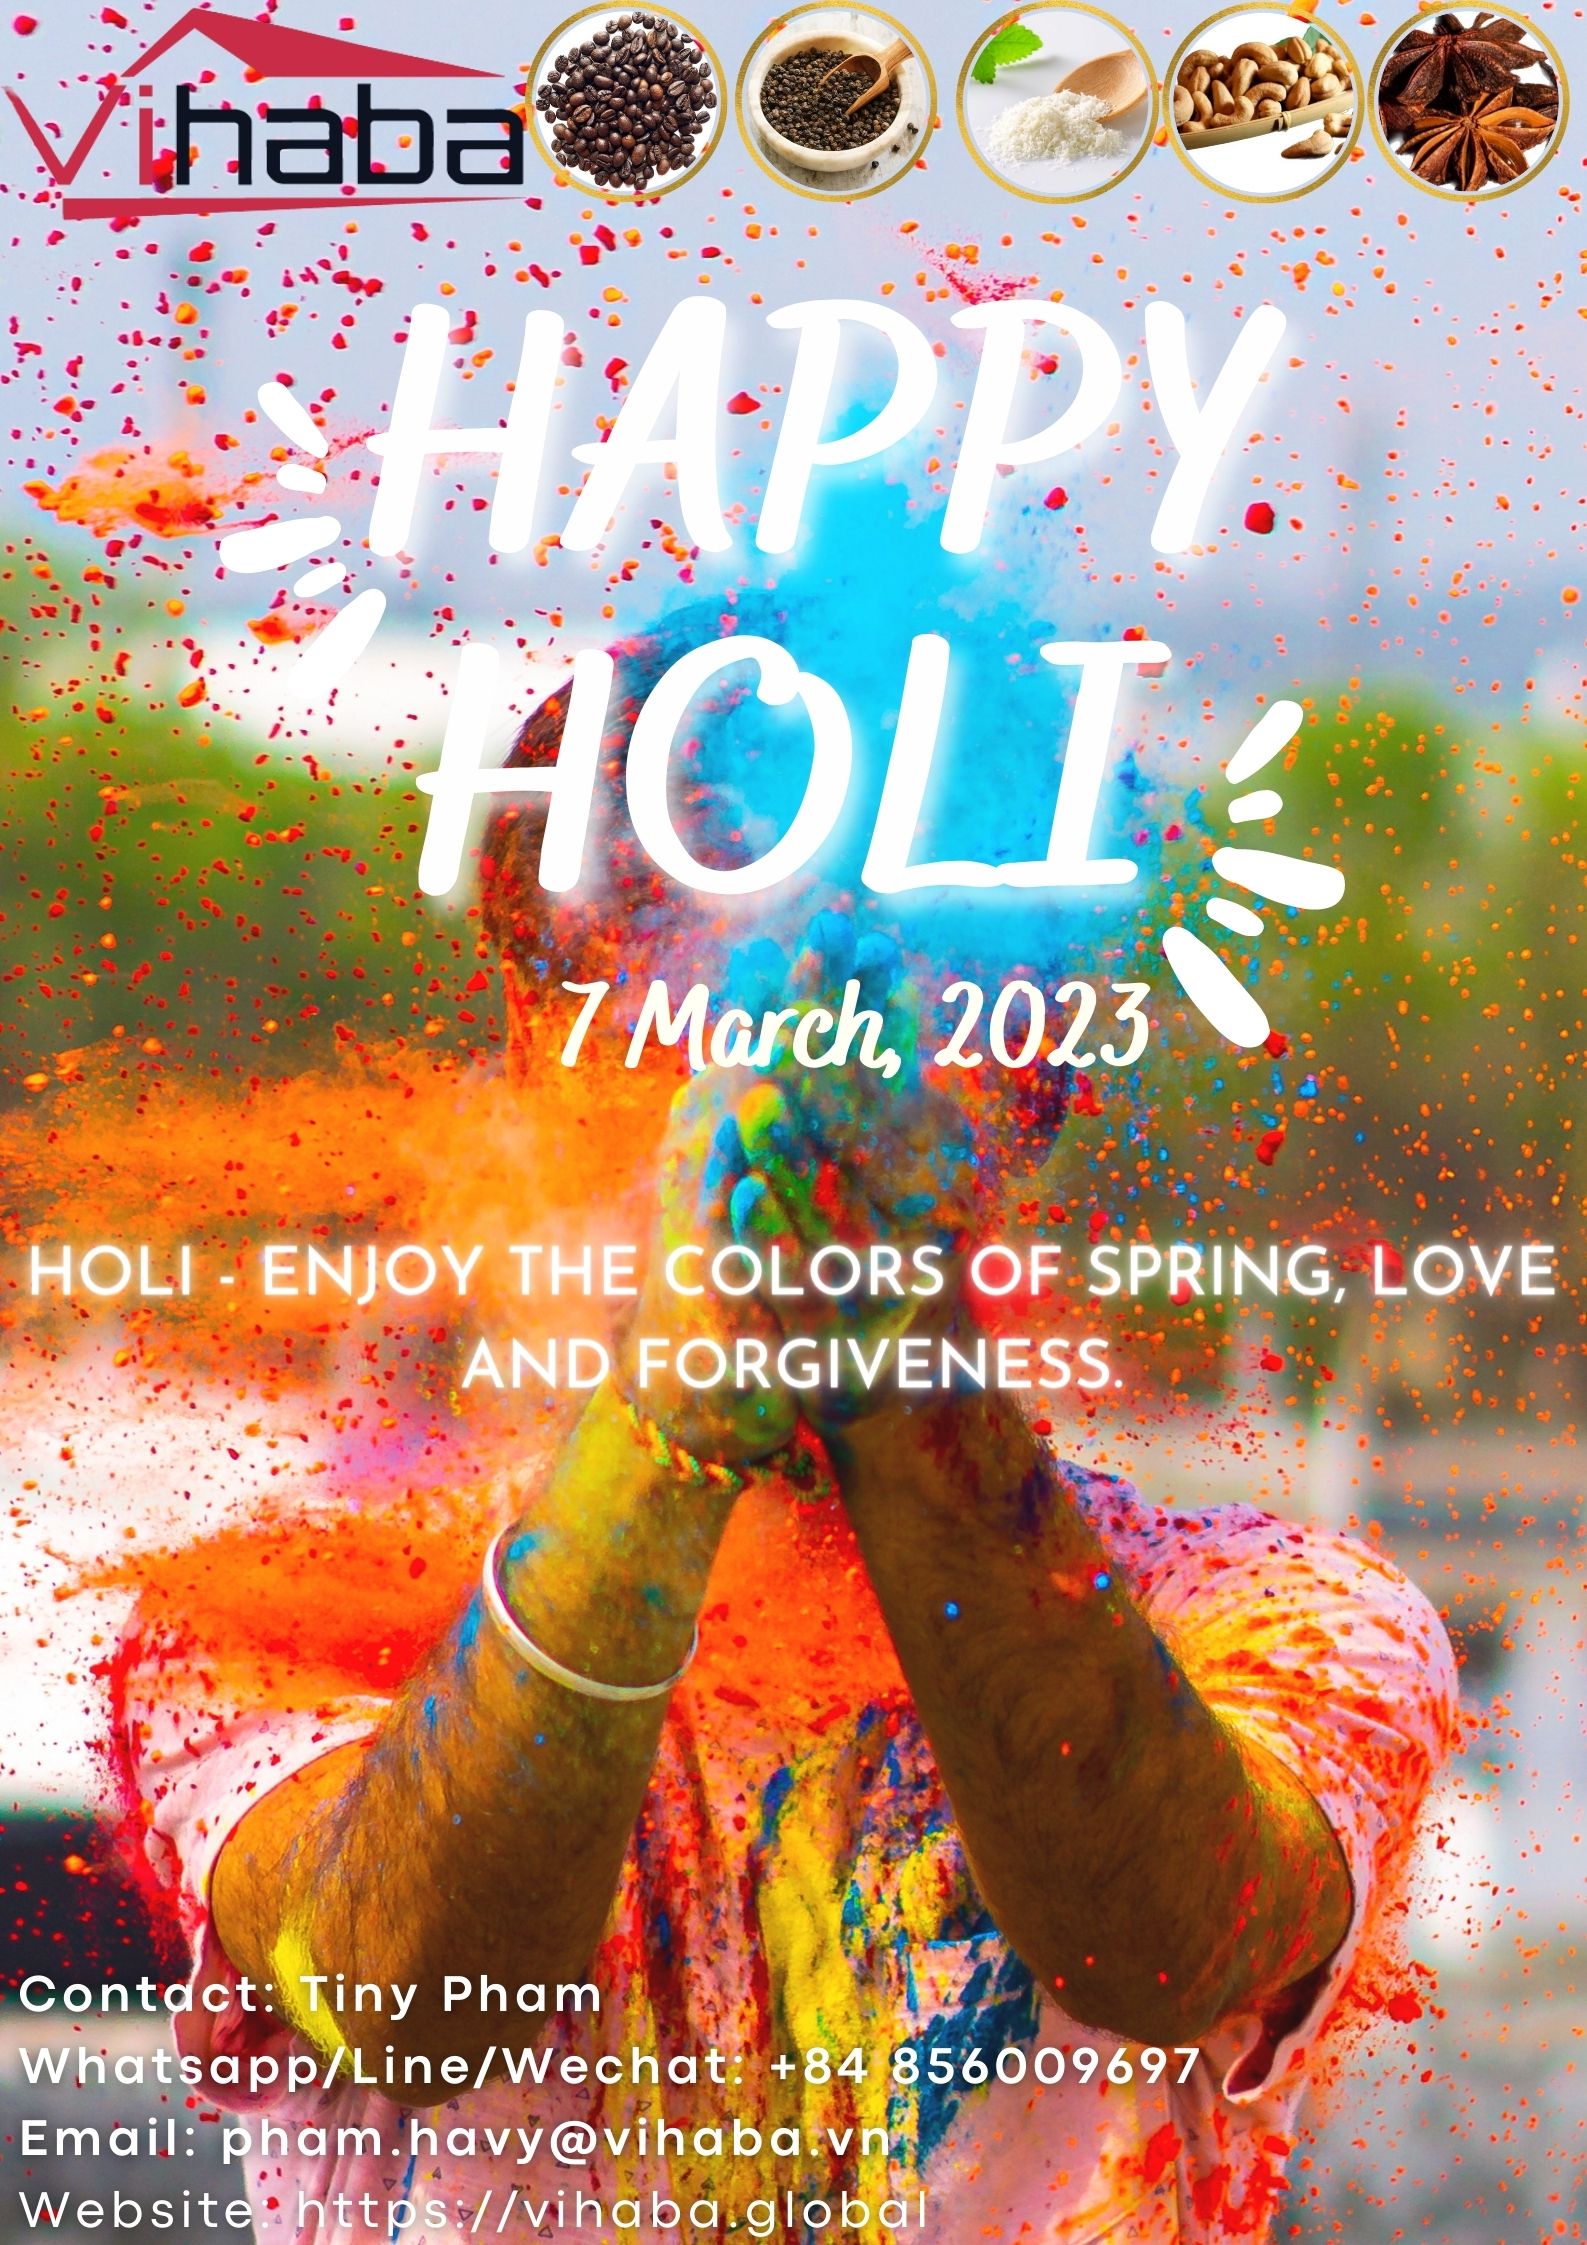 Vihaba
HAPPY
HOLI
7 March, 2023
HOLI - ENJOY THE COLORS OF SPRING, LOVE
AND FORGIVENESS.
Contact: Tiny Pham
Whatsapp/Line/Wechat: +84 856009697
Email: pham.havy@vihaba.vn
Website: https://vihaba.global